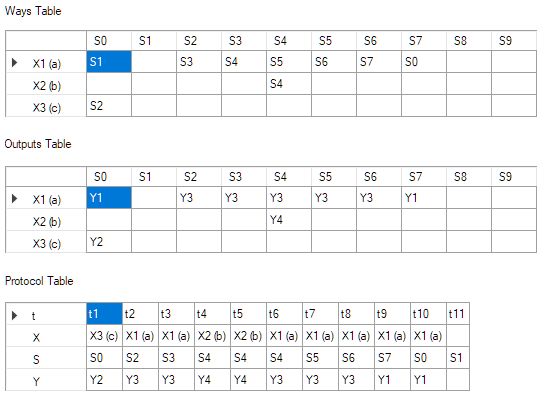 Ways Table
S0 S1 S2 S3 S4 S5 S6 S7 S8 S9
X1 (a) S1 S3 S4 S5 S6 S7 S0
X2 (b) S4
X3 (c) S2
Outputs Table
S0 S1 S2 S3 S4 S5 S6 S7 S8 S9
X1 (a) Y1 Y3 Y3 Y3 Y3 Y3 Y1
X2 (b) Y4
X3 (c) Y2
Protocol Table
t t1 t2 t3 t4 t5 t6 t7 t8 t9 t10 t11
X X3 (c) X1 (a) X1 (a) X2 (b) X2 (b) X1 (a) X1 (a) X1 (a) X1 (a) X1 (a)
S S0 S2 S3 S4 S4 S4 S5 S6 S7 S0 S1
Y Y2 Y3 Y3 Y4 Y4 Y3 Y3 Y3 Y1 Y1